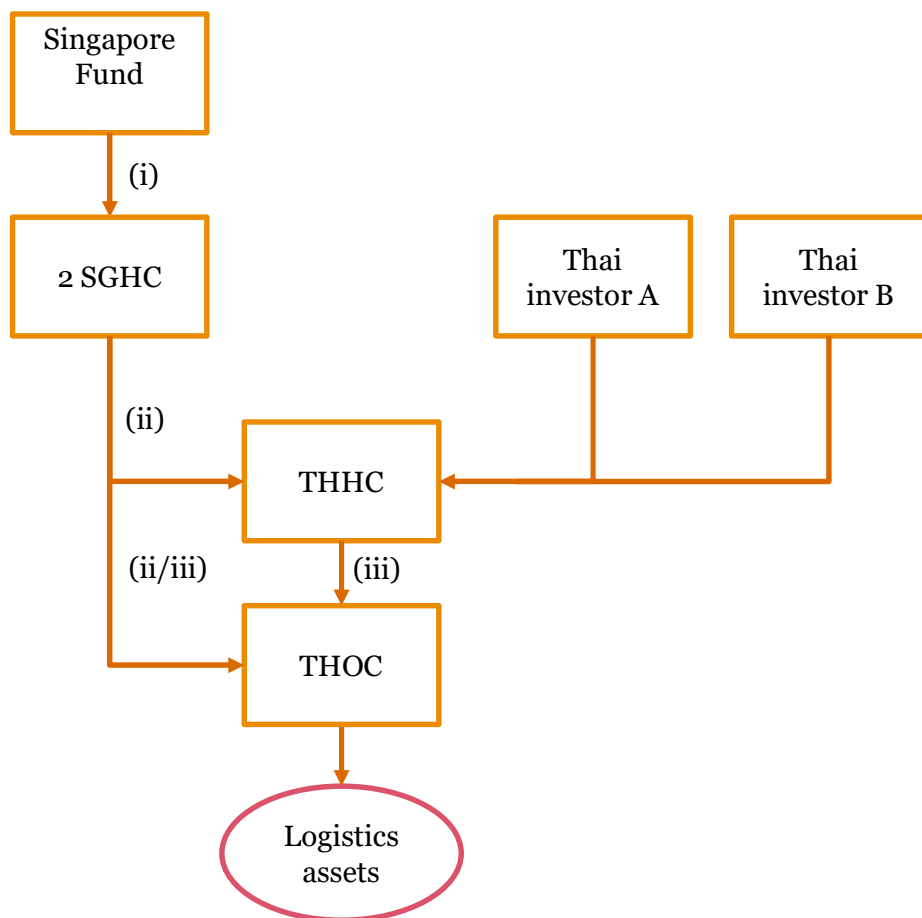 Singapore
Fund
(i)
2 SGHC
Thai
investor A
Thai
investor B
(ii)
THHC
(ii/iii)
(iii)
THOC
Logistics
assets